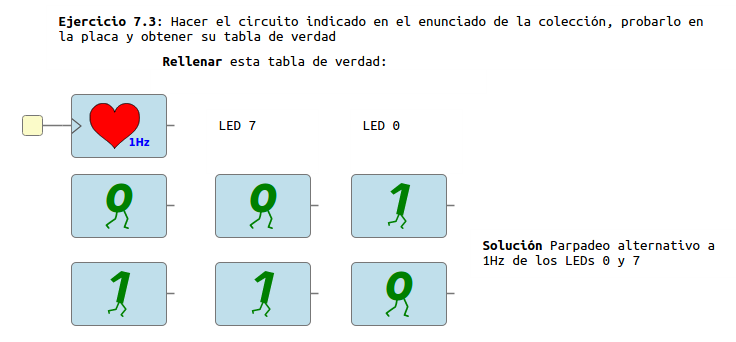 Ejercicio 7.3: Hacer el circuito indicado en el enunciado de la colección, probarlo en
la placa y obtener su tabla de verdad
Rellenar esta tabla de verdad:
1Hz
LED 7
LED 0
0
0
1
1
1
0
Solución Parpadeo alternativo a
1Hz de los LEDs 0 y 7